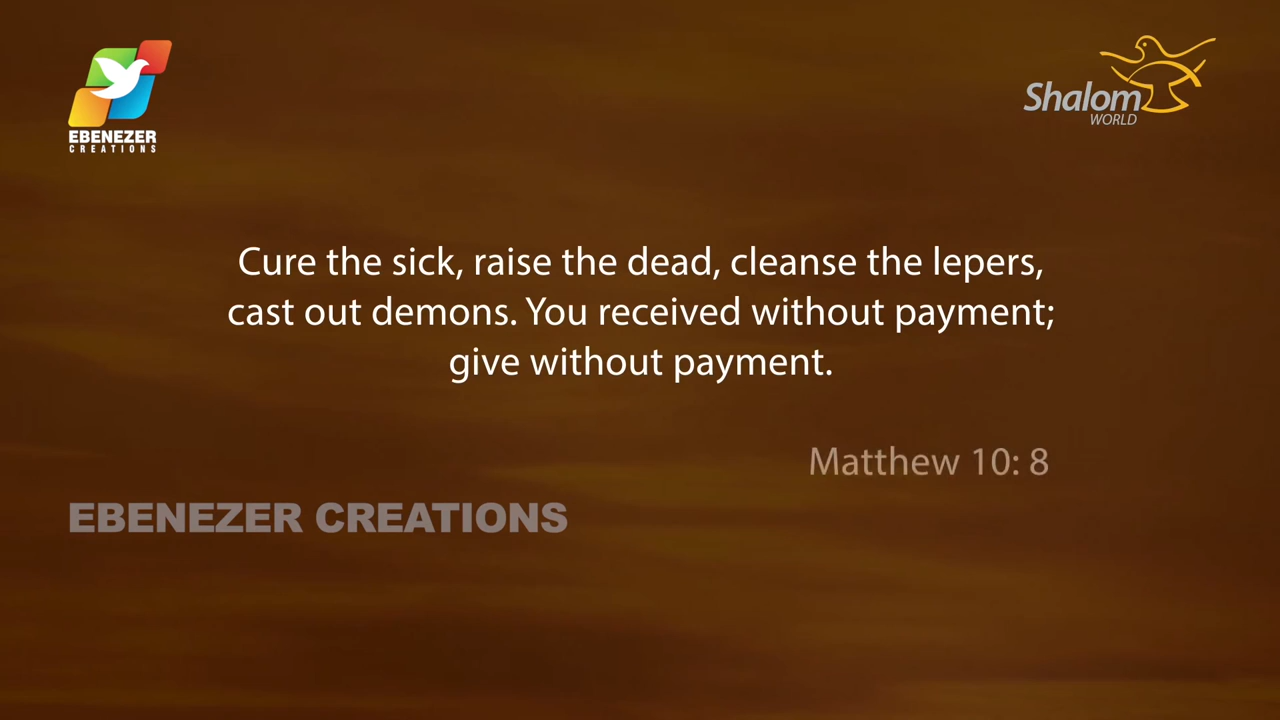 EBENEZER
CREATIONS
Shalom
WORLD
Cure the sick, raise the dead, cleanse the lepers,
cast out demons. You received without payment;
give without payment.
Matthew 10: 8
EBENEZER CREATIONS